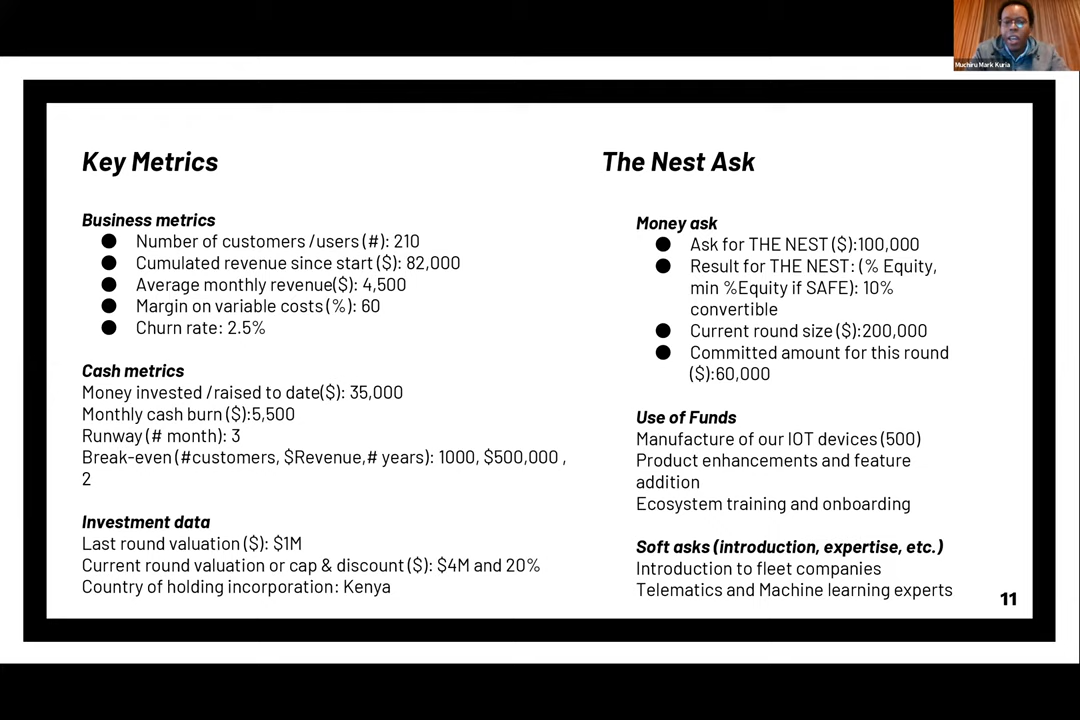 Muchiru Mark Kuria
Key Metrics
Business metrics
● Number of customers /users (#): 210
● Cumulated revenue since start ($): 82,000
● Average monthly revenue($): 4,500
● Margin on variable costs (%): 60
● Churn rate: 2.5%
Cash metrics
Money invested /raised to date($): 35,000
Monthly cash burn ($):5,500
Runway (# month): 3
Break-even (#customers, $Revenue,# years): 1000, $500,000 ,
2
Investment data
Last round valuation ($): $1M
Current round valuation or cap & discount ($): $4M and 20%
Country of holding incorporation: Kenya
The Nest Ask
Money ask
● Ask for THE NEST ($):100,000
● Result for THE NEST: (% Equity,
min %Equity if SAFE): 10%
convertible
● Current round size ($):200,000
● Committed amount for this round
($):60,000
Use of Funds
Manufacture of our IOT devices (500)
Product enhancements and feature
addition
Ecosystem training and onboarding
Soft asks (introduction, expertise, etc.)
Introduction to fleet companies
Telematics and Machine learning experts
11